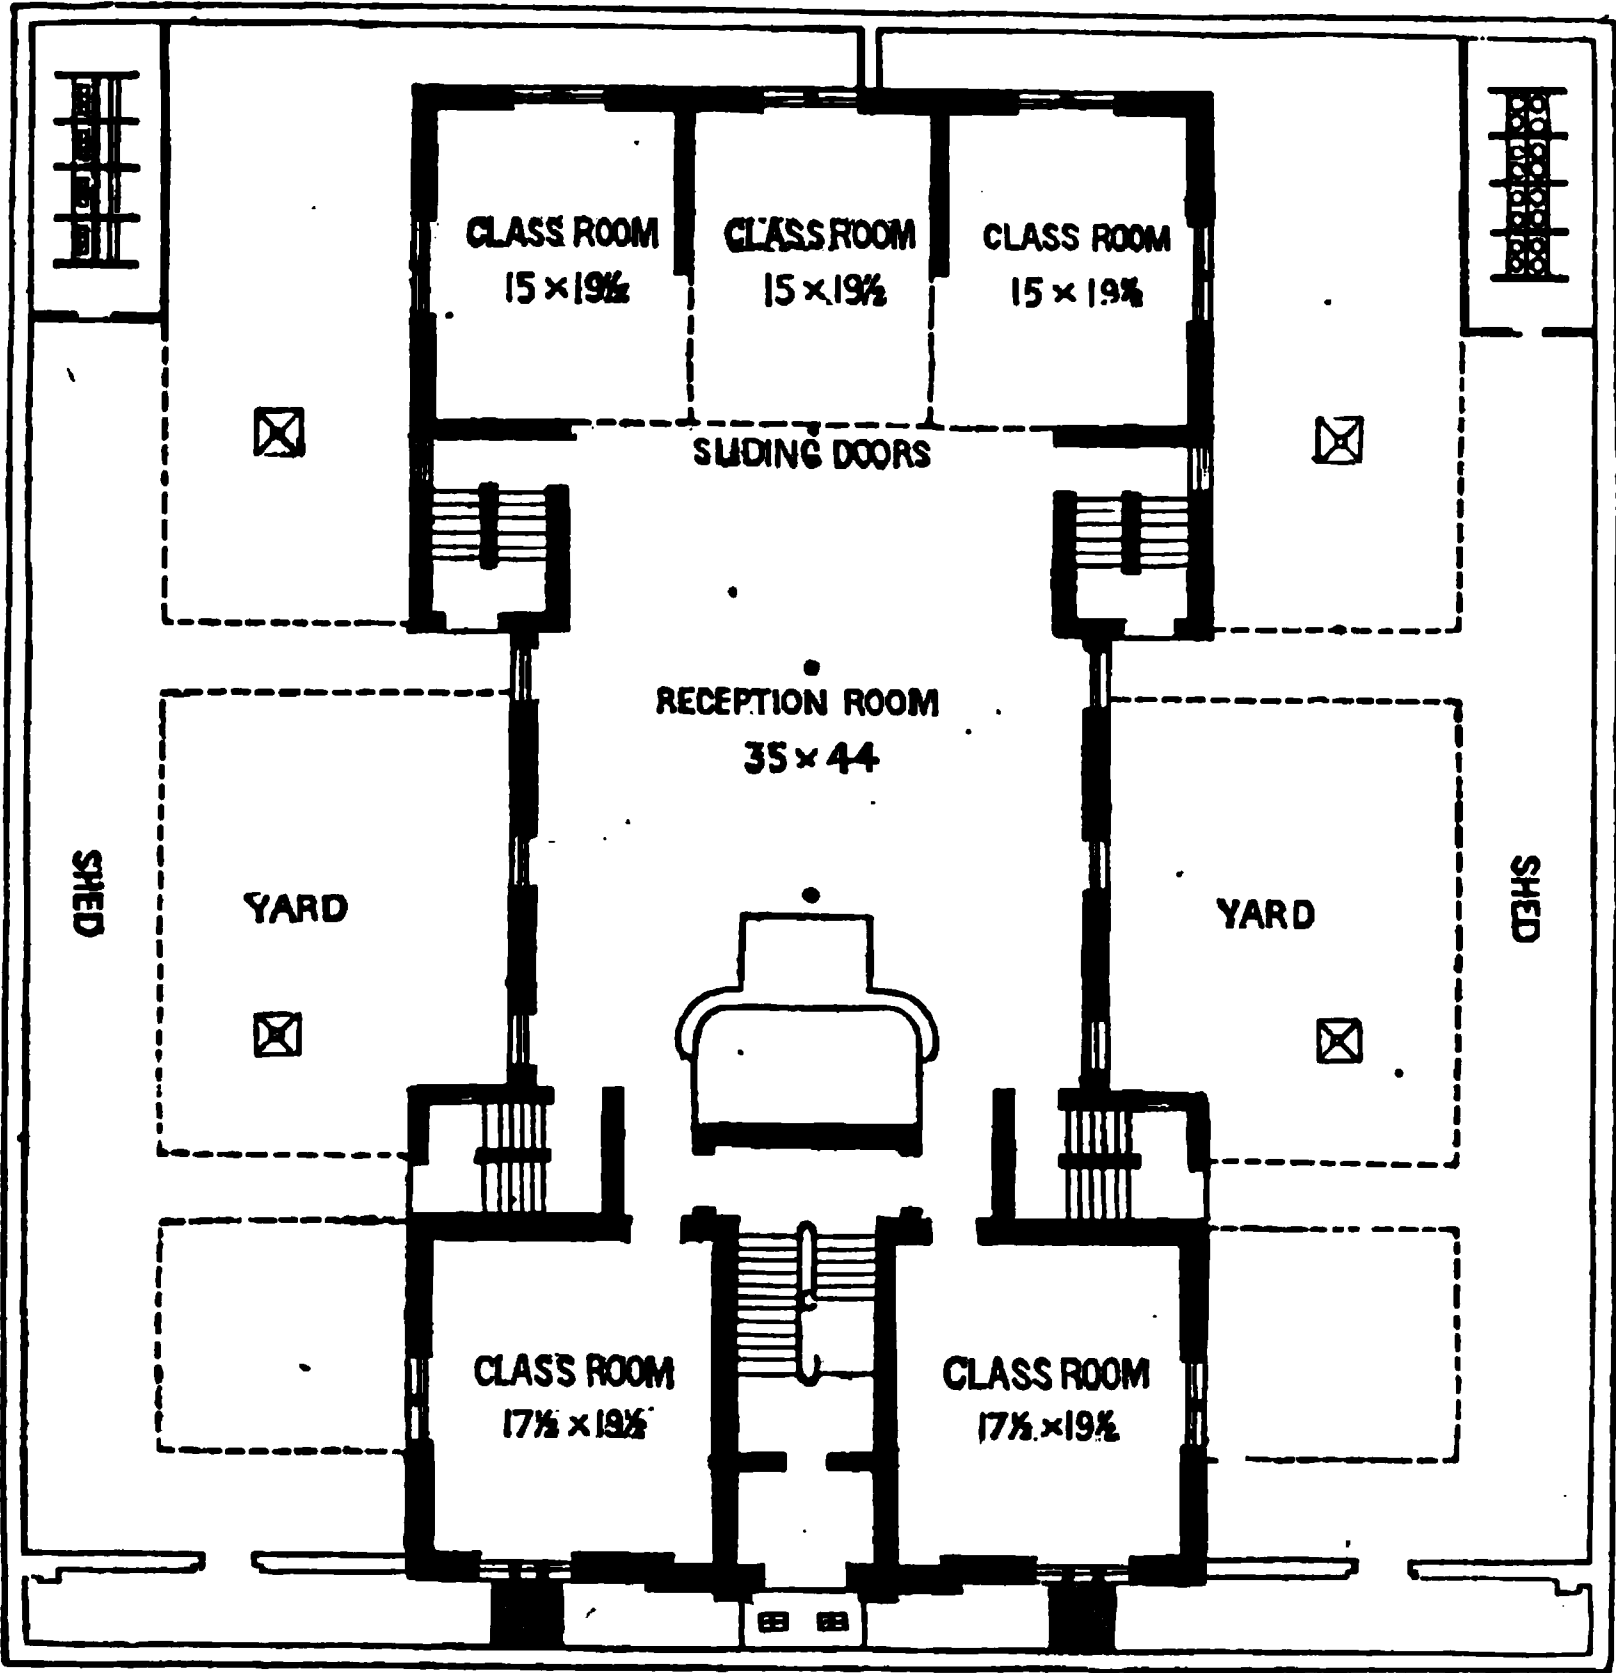 CLASS ROOM
15 × 19½
CLASS ROOM
15 × 19½
CLASS ROOM
15 × 19½
SLIDING DOORS
RECEPTION ROOM
35 × 44
SHED
YARD
YARD
SHED
CLASS ROOM
17½ × 19½
CLASS ROOM
17½ × 19½